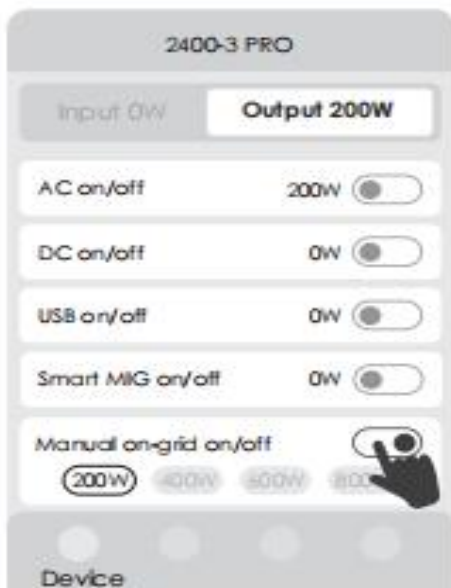 2400-3 PRO
Input 0W Output 200W
AC on/off 200W
DC on/off 0W
USB on/off 0W
Smart MIG on/off 0W
Manual on-grid on/off
200W 400W 600W
Device